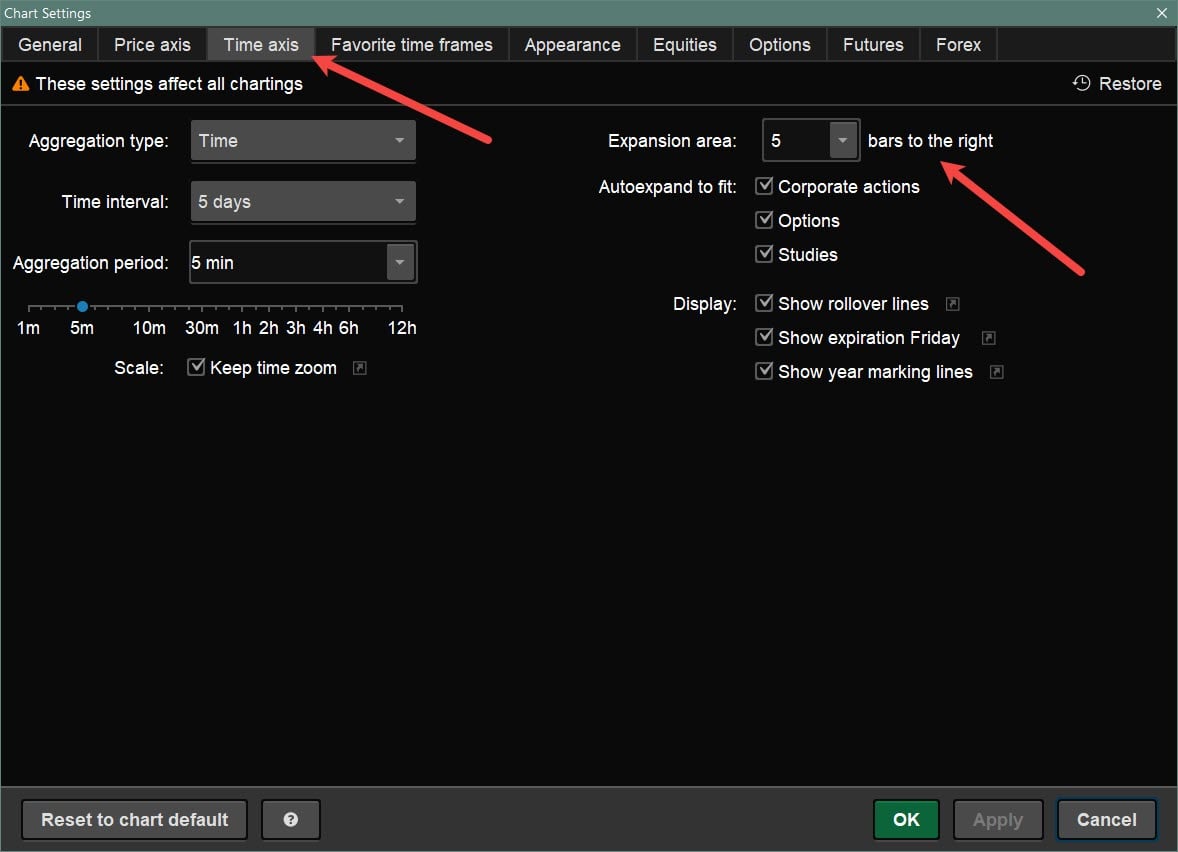 Chart Settings
General Price axis Time axis Favorite time frames Appearance Equities Options Futures Forex
These settings affect all chartings
Restore
Aggregation type: Time
Time interval: 5 days
Aggregation period: 5 min
1m 5m 10m 30m 1h 2h 3h 4h 6h 12h
Scale: Keep time zoom
Expansion area: 5 bars to the right
Autoexpand to fit: Corporate actions
Options
Studies
Display: Show rollover lines
Show expiration Friday
Show year marking lines
Reset to chart default ? OK Apply Cancel